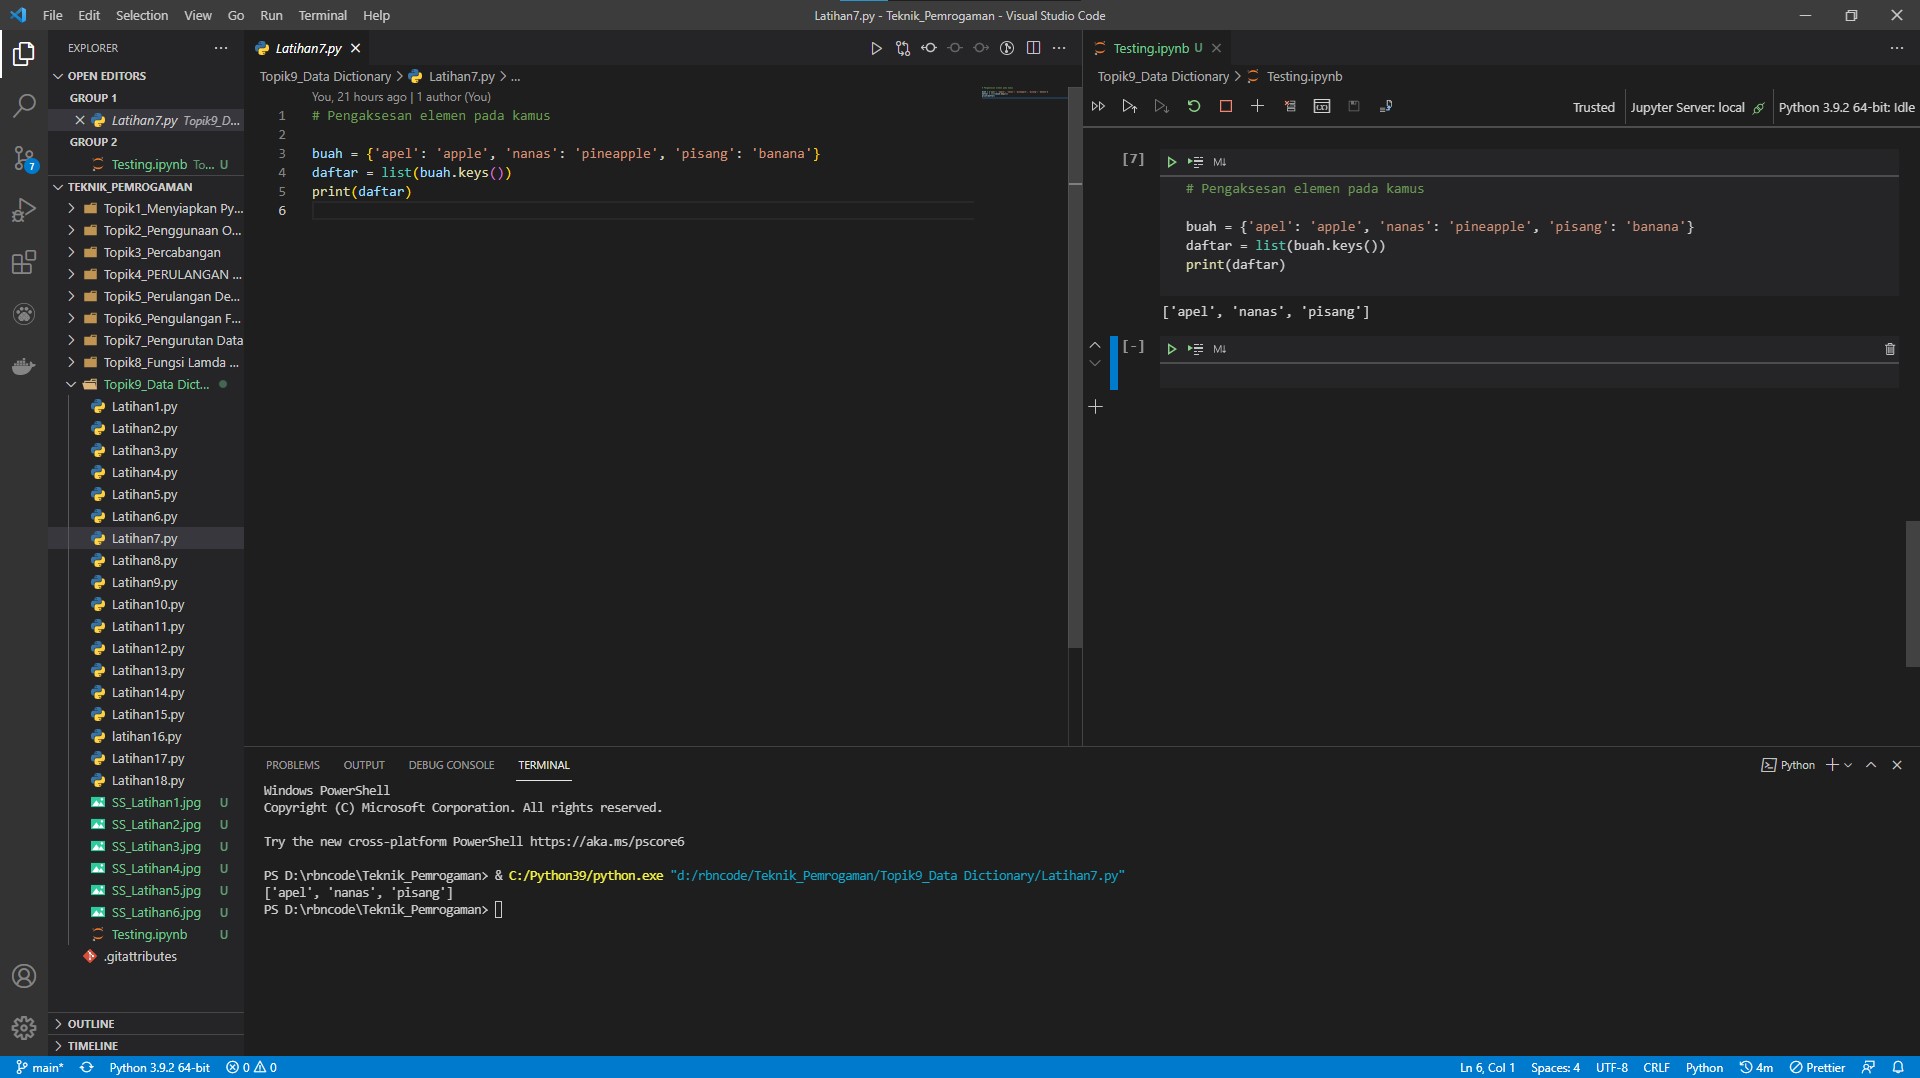 File Edit Selection View Go Run Terminal Help
Latihan7.py - Teknik_Pemrogaman - Visual Studio Code
EXPLORER
OPEN EDITORS
GROUP 1
Latihan7.py Topik9_D...
GROUP 2
Testing.ipynb To... U
TEKNIK_PEMROGAMAN
Topik1_Menyiapkan Py...
Topik2_Penggunaan O...
Topik3_Percabangan
Topik4_PERULANGAN ...
Topik5_Perulangan De...
Topik6_Pengulangan F...
Topik7_Pengurutan Data
Topik8_Fungsi Lamda ...
Topik9_Data Dict...
Latihan1.py
Latihan2.py
Latihan3.py
Latihan4.py
Latihan5.py
Latihan6.py
Latihan7.py
Latihan8.py
Latihan9.py
Latihan10.py
Latihan11.py
Latihan12.py
Latihan13.py
Latihan14.py
Latihan15.py
latihan16.py
Latihan17.py
Latihan18.py
SS_Latihan1.jpg U
SS_Latihan2.jpg U
SS_Latihan3.jpg U
SS_Latihan4.jpg U
SS_Latihan5.jpg U
SS_Latihan6.jpg U
Testing.ipynb U
.gitattributes
OUTLINE
TIMELINE
7
Latihan7.py
Topik9_Data Dictionary > Latihan7.py > ...
You, 21 hours ago | 1 author (You)
1 # Pengaksesan elemen pada kamus
2
3 buah = {'apel': 'apple', 'nanas': 'pineapple', 'pisang': 'banana'}
4 daftar = list(buah.keys())
5 print(daftar)
6
Testing.ipynb U
Topik9_Data Dictionary > Testing.ipynb
Trusted Jupyter Server: local Python 3.9.2 64-bit: Idle
[7] M↓
# Pengaksesan elemen pada kamus
buah = {'apel': 'apple', 'nanas': 'pineapple', 'pisang': 'banana'}
daftar = list(buah.keys())
print(daftar)
['apel', 'nanas', 'pisang']
[-] M↓
PROBLEMS OUTPUT DEBUG CONSOLE TERMINAL
Python
Windows PowerShell
Copyright (C) Microsoft Corporation. All rights reserved.
Try the new cross-platform PowerShell https://aka.ms/pscore6
PS D:\rbncode\Teknik_Pemrogaman> & C:/Python39/python.exe "d:/rbncode/Teknik_Pemrogaman/Topik9_Data Dictionary/Latihan7.py"
['apel', 'nanas', 'pisang']
PS D:\rbncode\Teknik_Pemrogaman>
main* Python 3.9.2 64-bit 0 0
Ln 6, Col 1 Spaces: 4 UTF-8 CRLF Python 4m Prettier